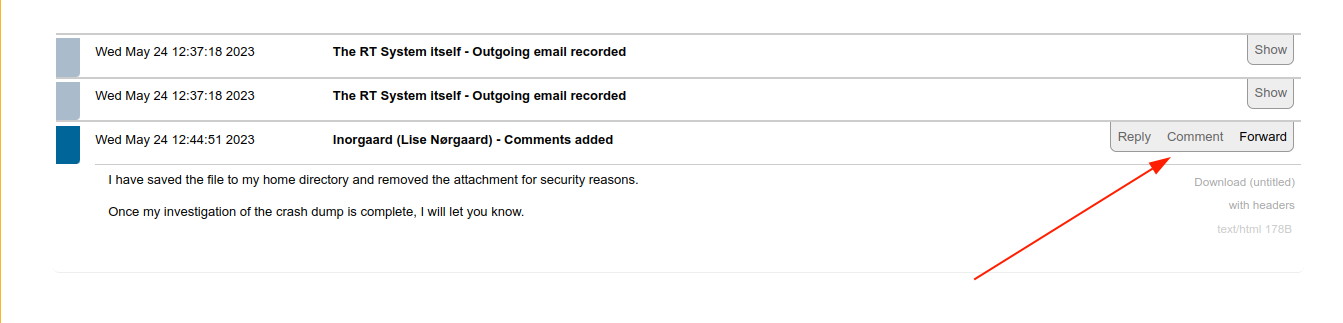 Wed May 24 12:37:18 2023 The RT System itself - Outgoing email recorded Show
Wed May 24 12:37:18 2023 The RT System itself - Outgoing email recorded Show
Wed May 24 12:44:51 2023 lnorgaard (Lise Nørgaard) - Comments added Reply Comment Forward
I have saved the file to my home directory and removed the attachment for security reasons.
Once my investigation of the crash dump is complete, I will let you know.
Download (untitled)
with headers
text/html 178B